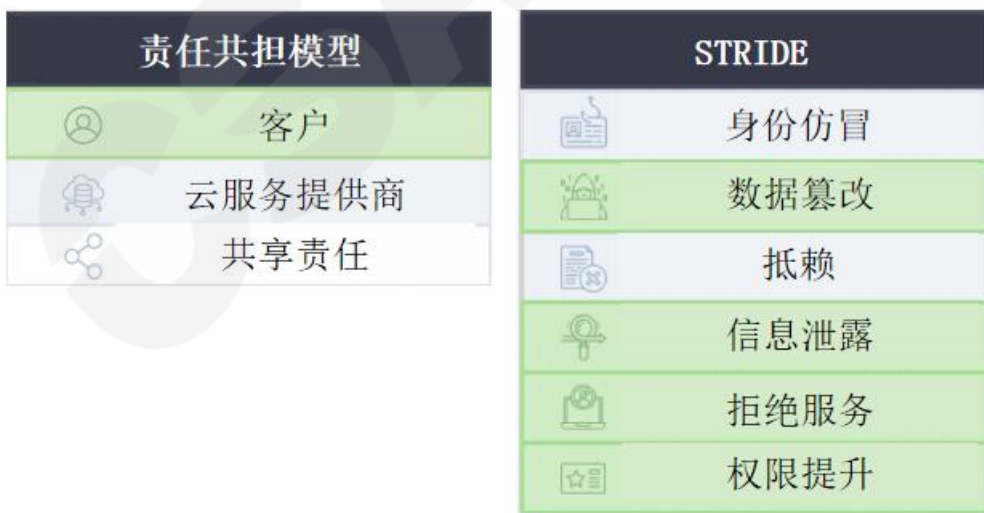 责任共担模型
客户
云服务提供商
共享责任
STRIDE
身份仿冒
数据篡改
抵赖
信息泄露
拒绝服务
权限提升